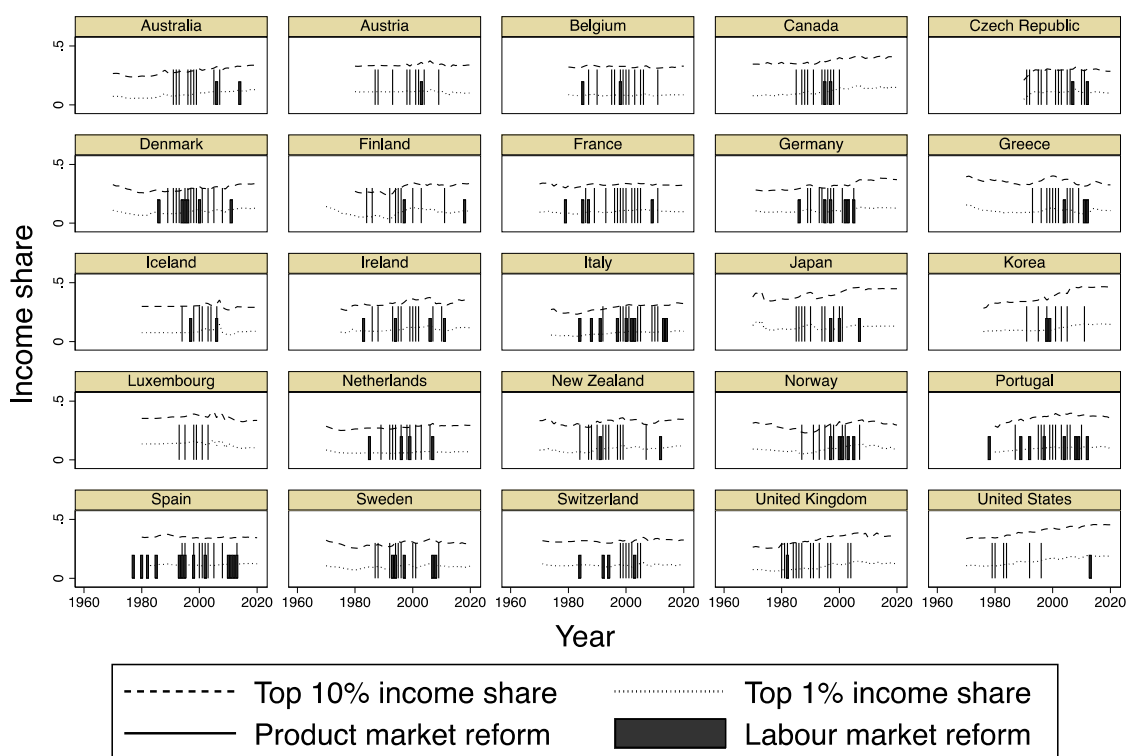 Australia Austria Belgium Canada Czech Republic
.5
0
Denmark Finland France Germany Greece
.5
0
Iceland Ireland Italy Japan Korea
.5
0
Luxembourg Netherlands New Zealand Norway Portugal
.5
0
Spain Sweden Switzerland United Kingdom United States
.5
0
1960 1980 2000 2020 1960 1980 2000 2020 1960 1980 2000 2020 1960 1980 2000 2020 1960 1980 2000 2020
Income share
Year
Top 10% income share Top 1% income share
Product market reform Labour market reform